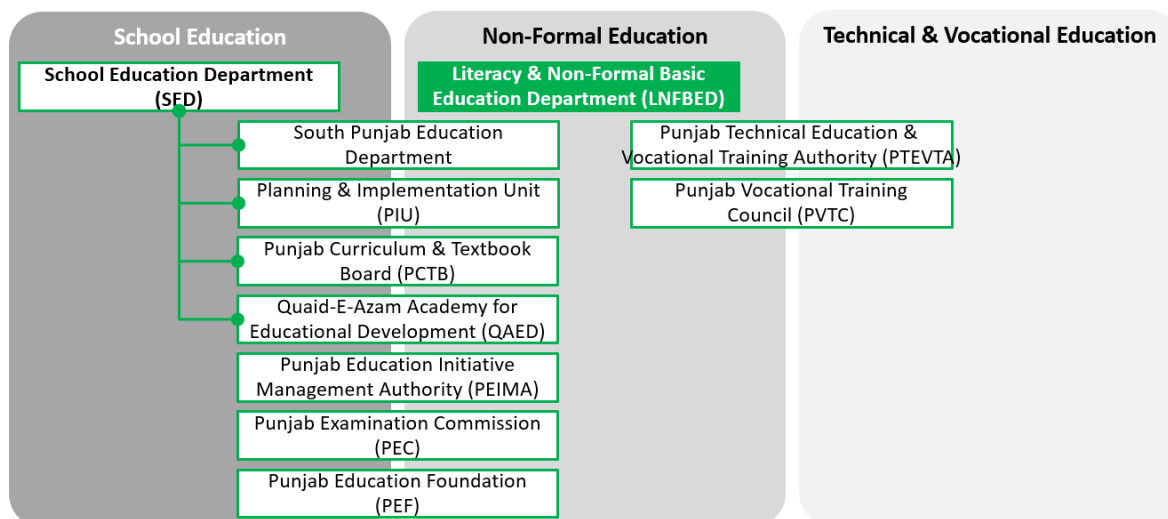 School Education
Non-Formal Education
Technical & Vocational Education
School Education Department
(SED)
Literacy & Non-Formal Basic
Education Department (LNFBED)
South Punjab Education
Department
Punjab Technical Education &
Vocational Training Authority (PTEVTA)
Planning & Implementation Unit
(PIU)
Punjab Vocational Training
Council (PVTC)
Punjab Curriculum & Textbook
Board (PCTB)
Quaid-E-Azam Academy for
Educational Development (QAED)
Punjab Education Initiative
Management Authority (PEIMA)
Punjab Examination Commission
(PEC)
Punjab Education Foundation
(PEF)